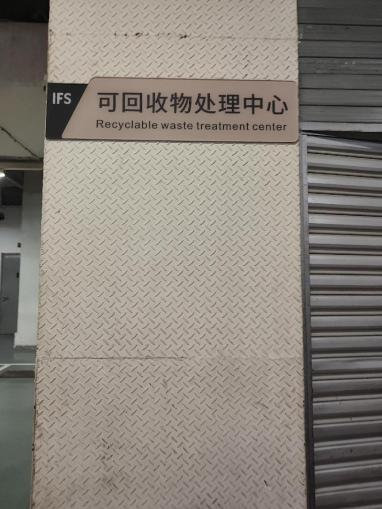 IFS
可回收物处理中心
Recyclable waste treatment center